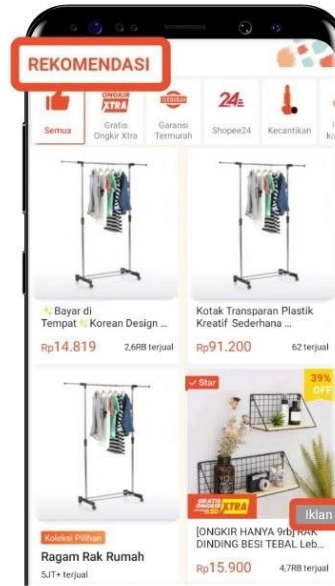 REKOMENDASI
ONGKIR
XTRA
TERMURAH
24
Semua
Gratis
Ongkir Xtra
Garansi
Termurah
Shopee24
Kecantikan
Bayar di
Tempat Korean Design ...
Kotak Transparan Plastik
Kreatif Sederhana ...
Rp14.819
2,6RB terjual
Rp91.200
62 terjual
Star
39%
OFF
GRATIS
ONGKIR XTRA
Iklan
Koleksi Pilihan
Ragam Rak Rumah
5JT+ terjual
[ONGKIR HANYA 9rb] RAK
DINDING BESI TEBAL Leb...
Rp15.900
4,7RB terjual